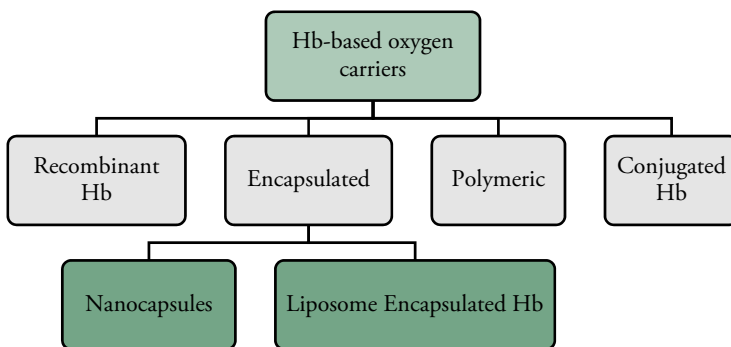 Hb-based oxygen
carriers
Recombinant
Hb
Encapsulated
Polymeric
Conjugated
Hb
Nanocapsules
Liposome Encapsulated Hb